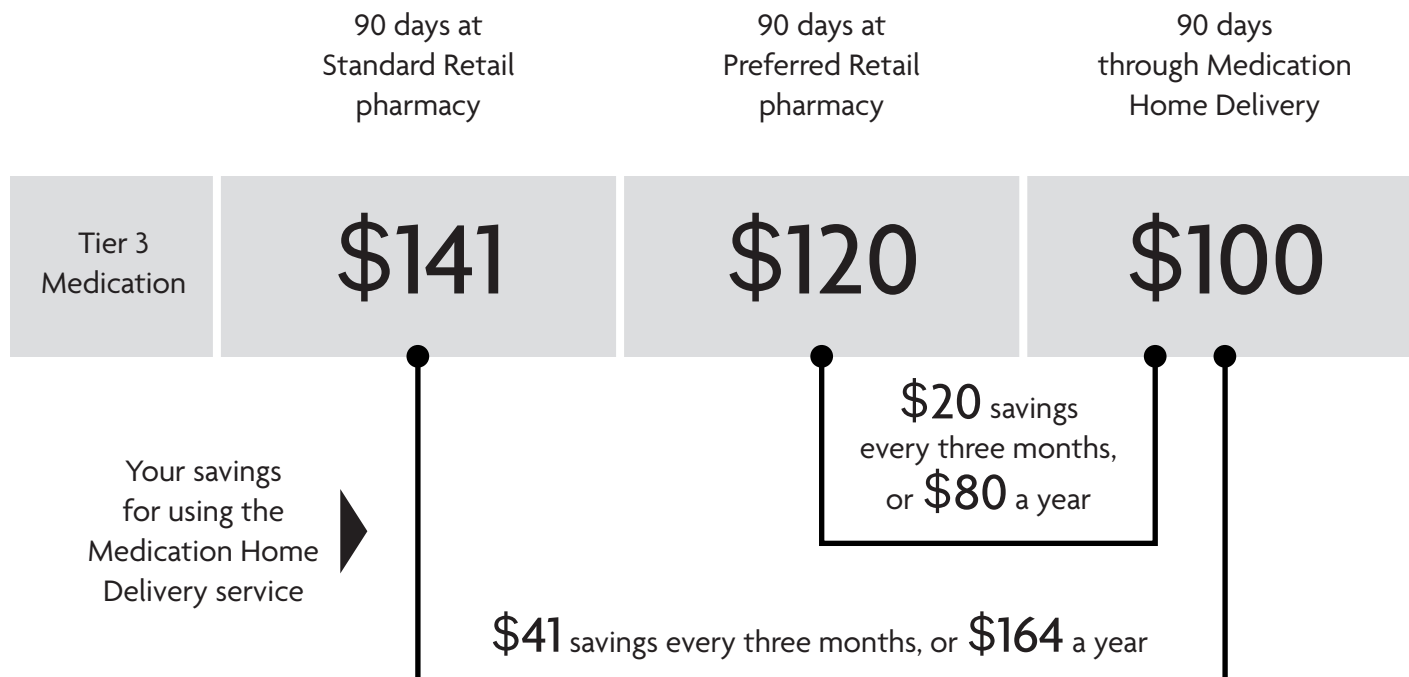 90 days at
Standard Retail
pharmacy
90 days at
Preferred Retail
pharmacy
90 days
through Medication
Home Delivery
Tier 3
Medication
$141
$120
$100
$20 savings
every three months,
or $80 a year
Your savings
for using the
Medication Home
Delivery service
$41 savings every three months, or $164 a year